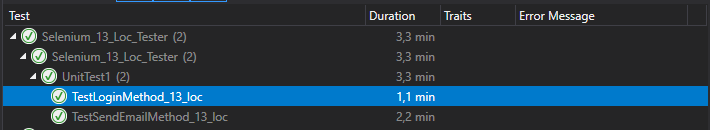 Test Duration Traits Error Message
Selenium_13_Loc_Tester (2) 3,3 min
Selenium_13_Loc_Tester (2) 3,3 min
UnitTest1 (2) 3,3 min
TestLoginMethod_13_loc 1,1 min
TestSendEmailMethod_13_loc 2,2 min